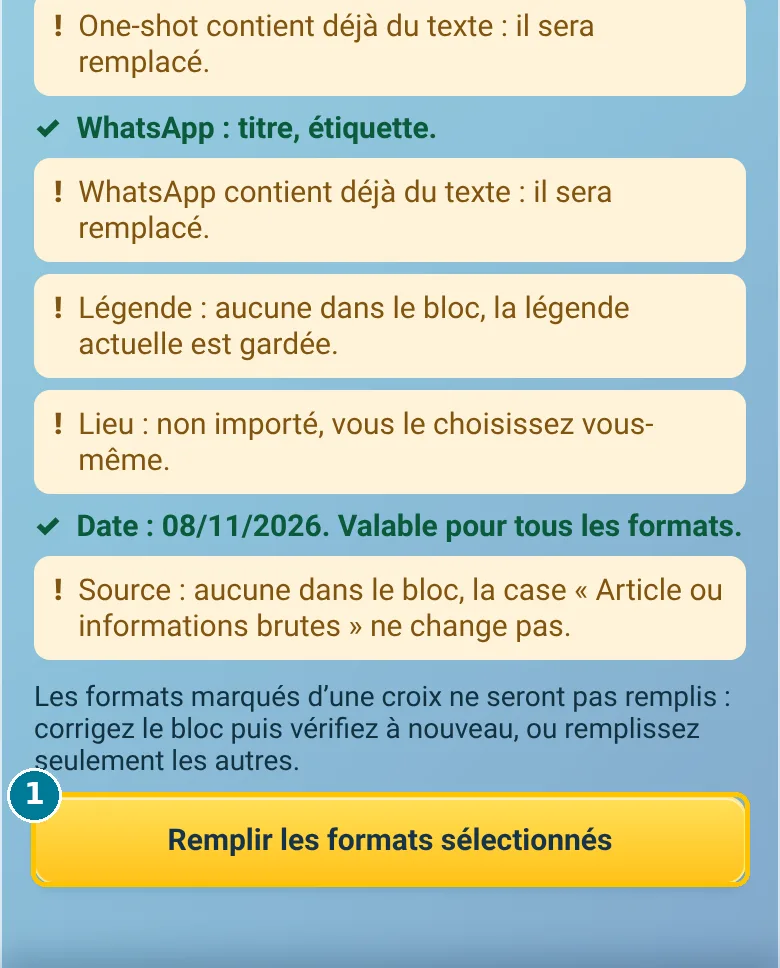 ! One-shot contient déjà du texte : il sera
remplacé.
✔ WhatsApp : titre, étiquette.
! WhatsApp contient déjà du texte : il sera
remplacé.
! Légende : aucune dans le bloc, la légende
actuelle est gardée.
! Lieu : non importé, vous le choisissez vous-
même.
✔ Date : 08/11/2026. Valable pour tous les formats.
! Source : aucune dans le bloc, la case « Article ou
informations brutes » ne change pas.
Les formats marqués d’une croix ne seront pas remplis :
corrigez le bloc puis vérifiez à nouveau, ou remplissez
seulement les autres.
1
Remplir les formats sélectionnés